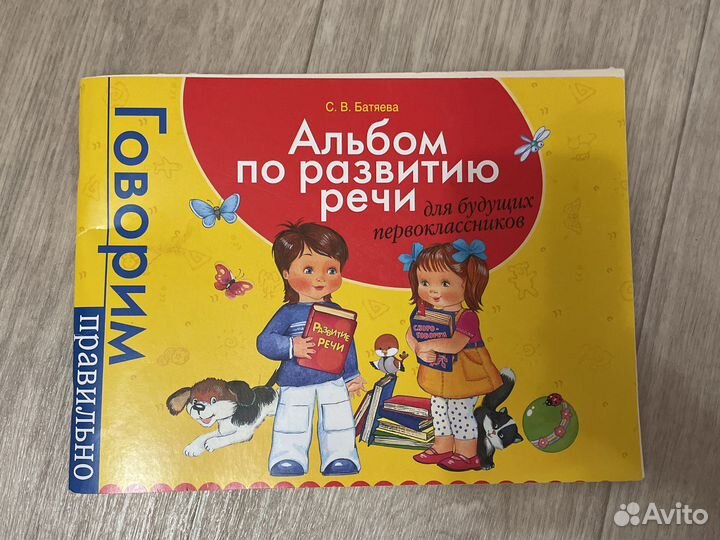 Говорим
правильно
С. В. Батяева
Альбом
по развитию
речи
для будущих
первоклассников
РАЗВИТИЕ
РЕЧИ
СКОРО-
ГОВОРКИ
Avito